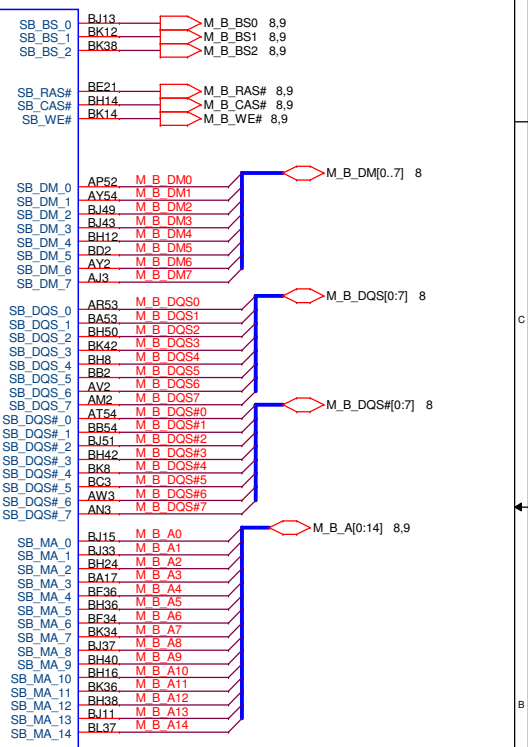 SB_BS_0 BJ13 M_B_BS0 8,9
SB_BS_1 BK12 M_B_BS1 8,9
SB_BS_2 BK38 M_B_BS2 8,9
SB_RAS# BE21 M_B_RAS# 8,9
SB_CAS# BH14 M_B_CAS# 8,9
SB_WE# BK14 M_B_WE# 8,9
M_B_DM[0..7] 8
SB_DM_0 AP52 M_B_DM0
SB_DM_1 AY54 M_B_DM1
SB_DM_2 BJ49 M_B_DM2
SB_DM_3 BJ43 M_B_DM3
SB_DM_4 BH12 M_B_DM4
SB_DM_5 BD2 M_B_DM5
SB_DM_6 AY2 M_B_DM6
SB_DM_7 AJ3 M_B_DM7
M_B_DQS[0:7] 8
SB_DQS_0 AR53 M_B_DQS0
SB_DQS_1 BA53 M_B_DQS1
C
SB_DQS_2 BH50 M_B_DQS2
SB_DQS_3 BK42 M_B_DQS3
SB_DQS_4 BH8 M_B_DQS4
SB_DQS_5 BB2 M_B_DQS5
SB_DQS_6 AV2 M_B_DQS6
SB_DQS_7 AM2 M_B_DQS7
M_B_DQS#[0:7] 8
SB_DQS#_0 AT54 M_B_DQS#0
SB_DQS#_1 BB54 M_B_DQS#1
SB_DQS#_2 BJ51 M_B_DQS#2
SB_DQS#_3 BH42 M_B_DQS#3
SB_DQS#_4 BK8 M_B_DQS#4
SB_DQS#_5 BC3 M_B_DQS#5
SB_DQS#_6 AW3 M_B_DQS#6
SB_DQS#_7 AN3 M_B_DQS#7
M_B_A[0:14] 8,9
SB_MA_0 BJ15 M_B_A0
SB_MA_1 BJ33 M_B_A1
SB_MA_2 BH24 M_B_A2
SB_MA_3 BA17 M_B_A3
SB_MA_4 BF36 M_B_A4
SB_MA_5 BH36 M_B_A5
SB_MA_6 BF34 M_B_A6
SB_MA_7 BK34 M_B_A7
SB_MA_8 BJ37 M_B_A8
SB_MA_9 BH40 M_B_A9
SB_MA_10 BH16 M_B_A10
SB_MA_11 BK36 M_B_A11
SB_MA_12 BH38 M_B_A12
B
SB_MA_13 BJ11 M_B_A13
SB_MA_14 BL37 M_B_A14